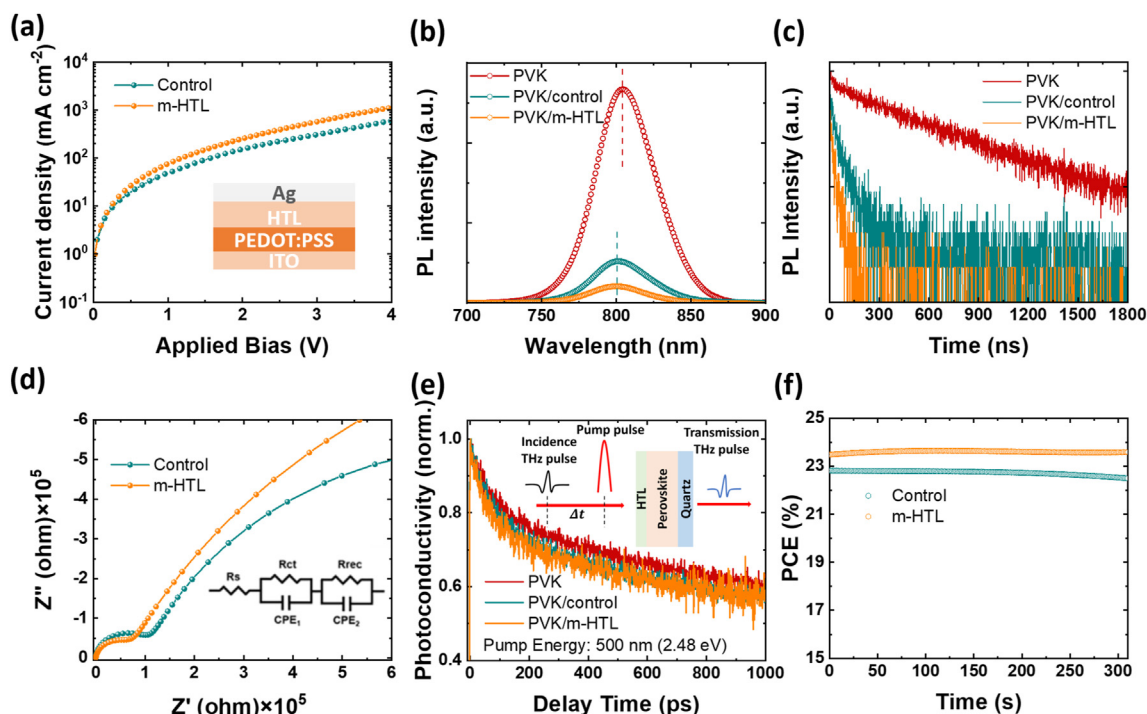 (a)
Current density (mA cm⁻²)
10⁴
10³
10²
10¹
10⁰
10⁻¹
Control
m-HTL
Ag
HTL
PEDOT:PSS
ITO
0
1
2
3
4
Applied Bias (V)
(b)
PL intensity (a.u.)
PVK
PVK/control
PVK/m-HTL
700
750
800
850
900
Wavelength (nm)
(c)
PL Intensity (a.u.)
PVK
PVK/control
PVK/m-HTL
0
300
600
900
1200
1500
1800
Time (ns)
(d)
Z'' (ohm)×10⁵
-6
-5
-4
-3
-2
-1
0
Control
m-HTL
Rs
Rct
Rrec
CPE₁
CPE₂
0
1
2
3
4
5
6
Z' (ohm)×10⁵
(e)
Photoconductivity (norm.)
1.0
0.8
0.6
0.4
Incidence
THz pulse
Pump pulse
Transmission
THz pulse
Δt
HTL
Perovskite
Quartz
PVK
PVK/control
PVK/m-HTL
Pump Energy: 500 nm (2.48 eV)
0
200
400
600
800
1000
Delay Time (ps)
(f)
PCE (%)
25
23
21
19
17
15
Control
m-HTL
0
50
100
150
200
250
300
Time (s)